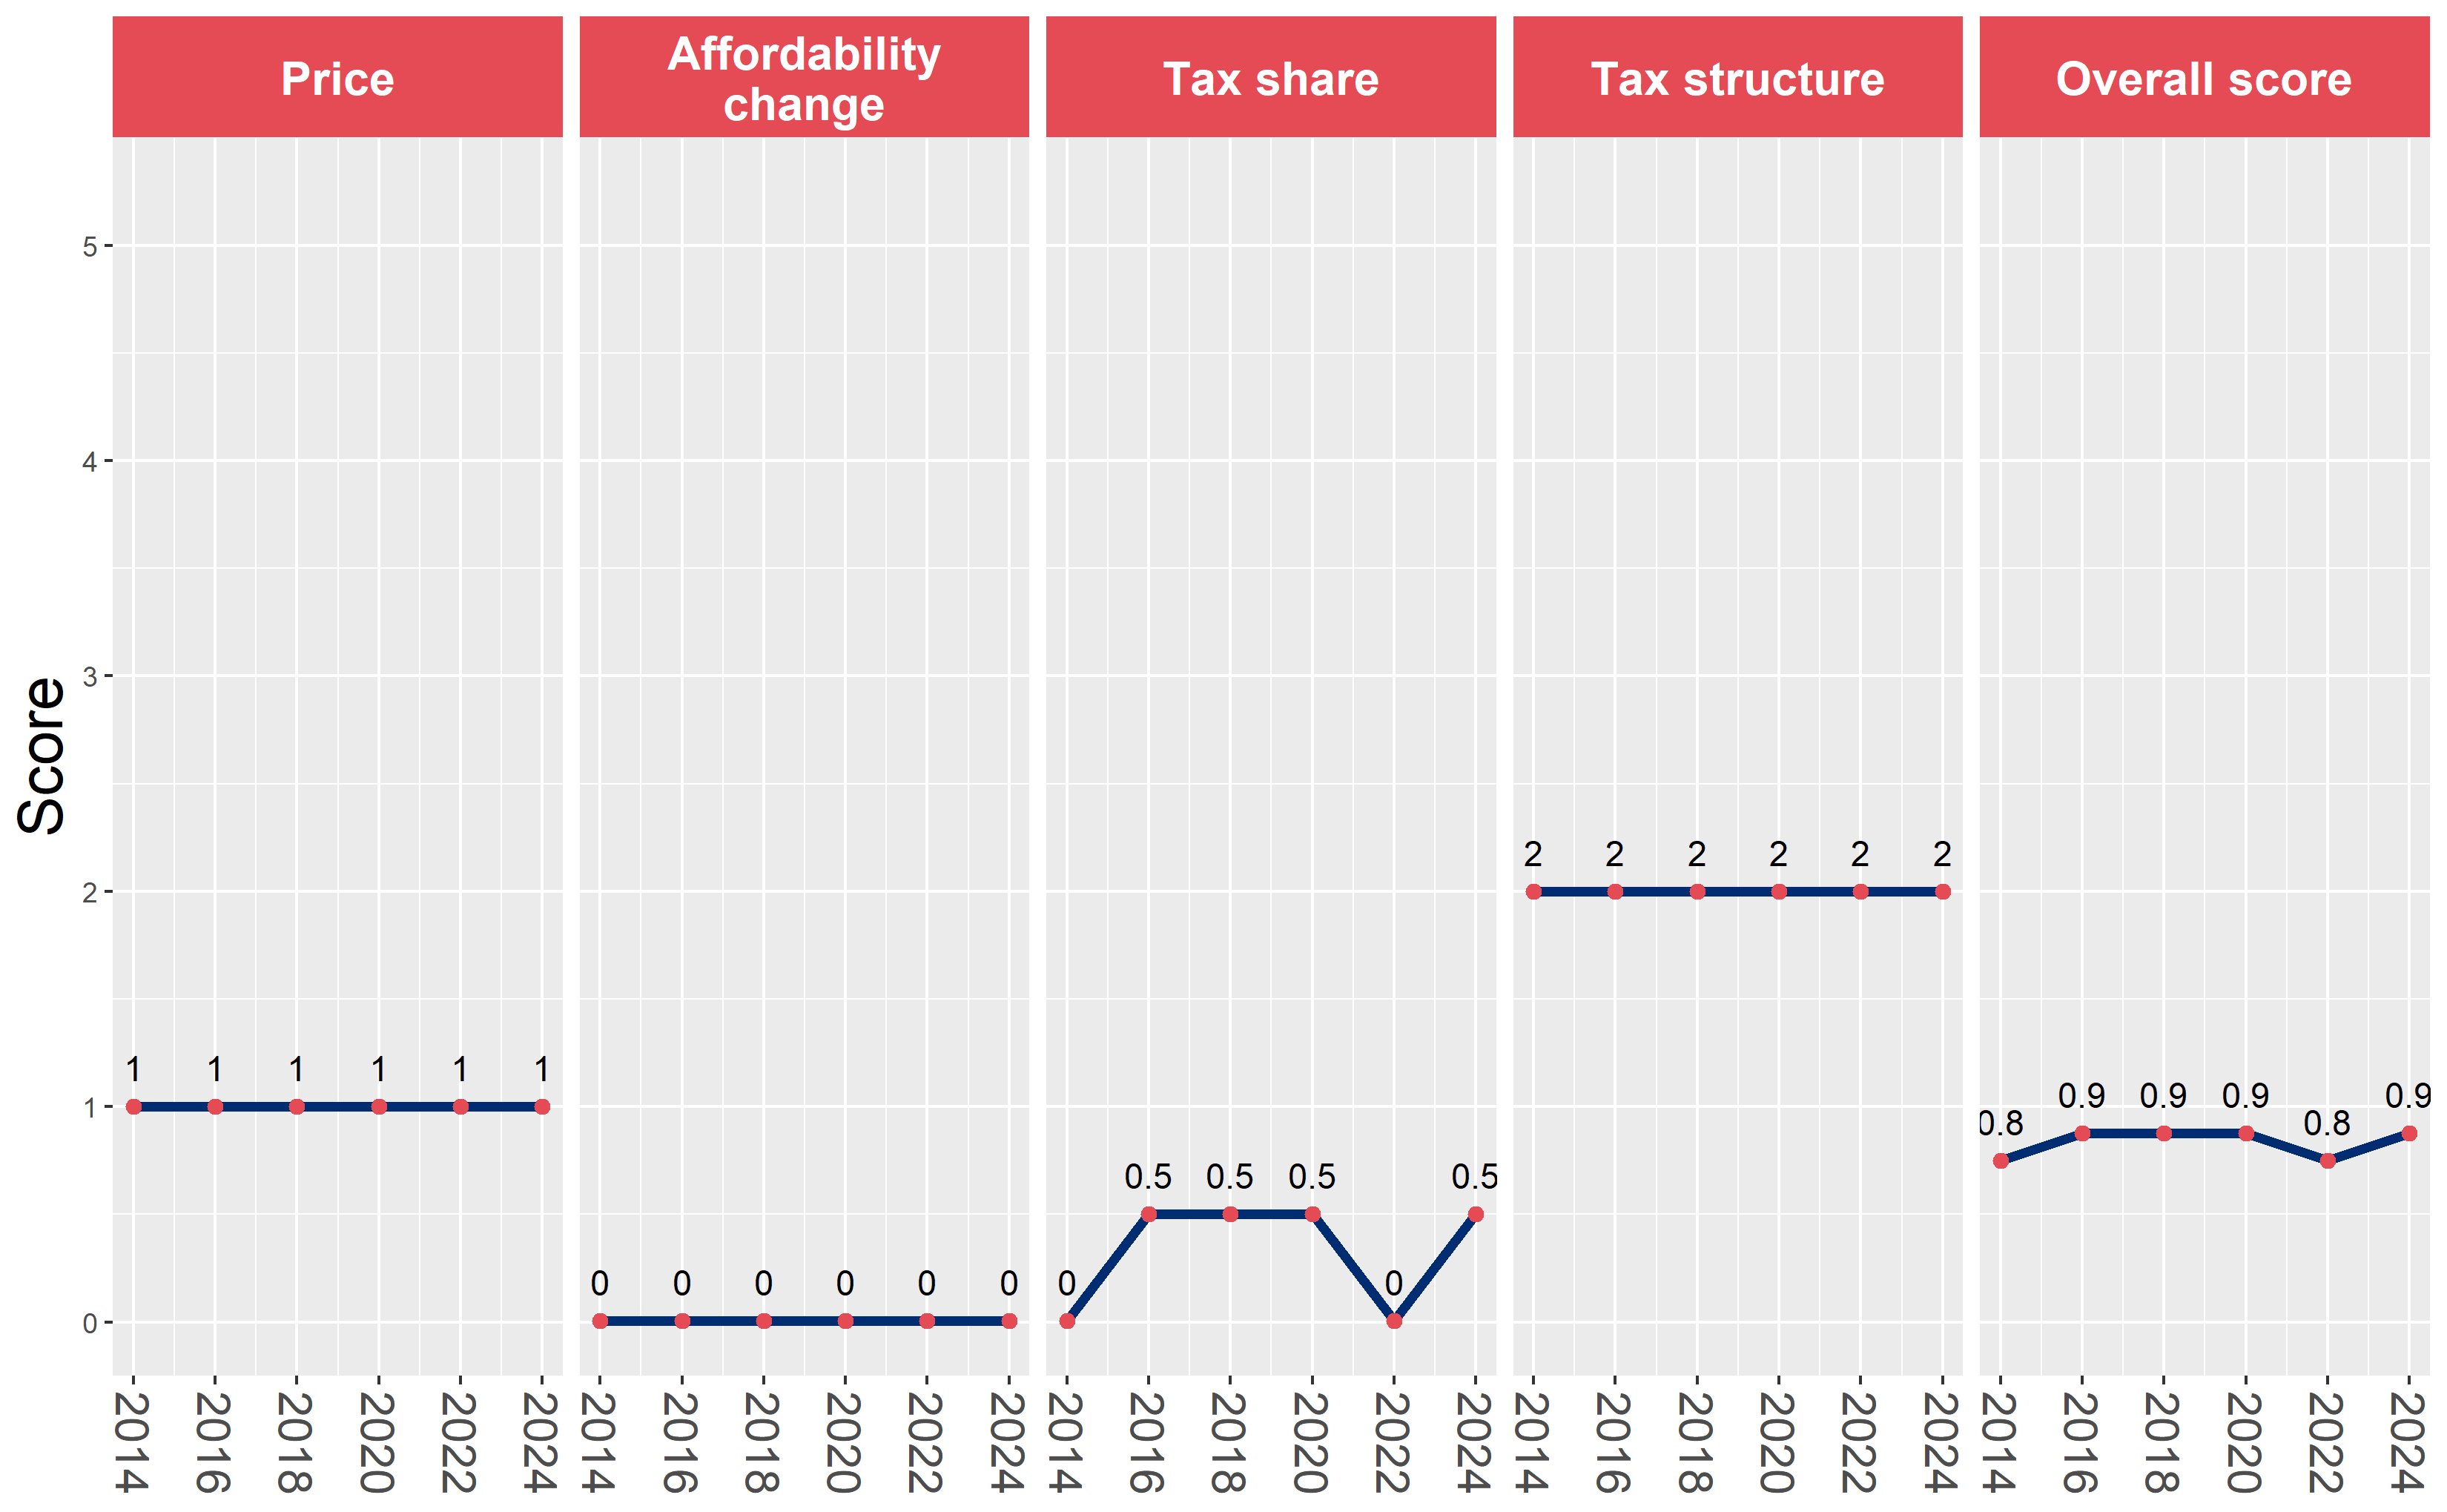 Price
Affordability
change
Tax share
Tax structure
Overall score
Score
5
4
3
2
1
0
1 1 1 1 1 1
0 0 0 0 0 0
0 0.5 0.5 0.5 0 0.5
2 2 2 2 2 2
0.8 0.9 0.9 0.9 0.8 0.9
2014 2016 2018 2020 2022 2024
2014 2016 2018 2020 2022 2024
2014 2016 2018 2020 2022 2024
2014 2016 2018 2020 2022 2024
2014 2016 2018 2020 2022 2024